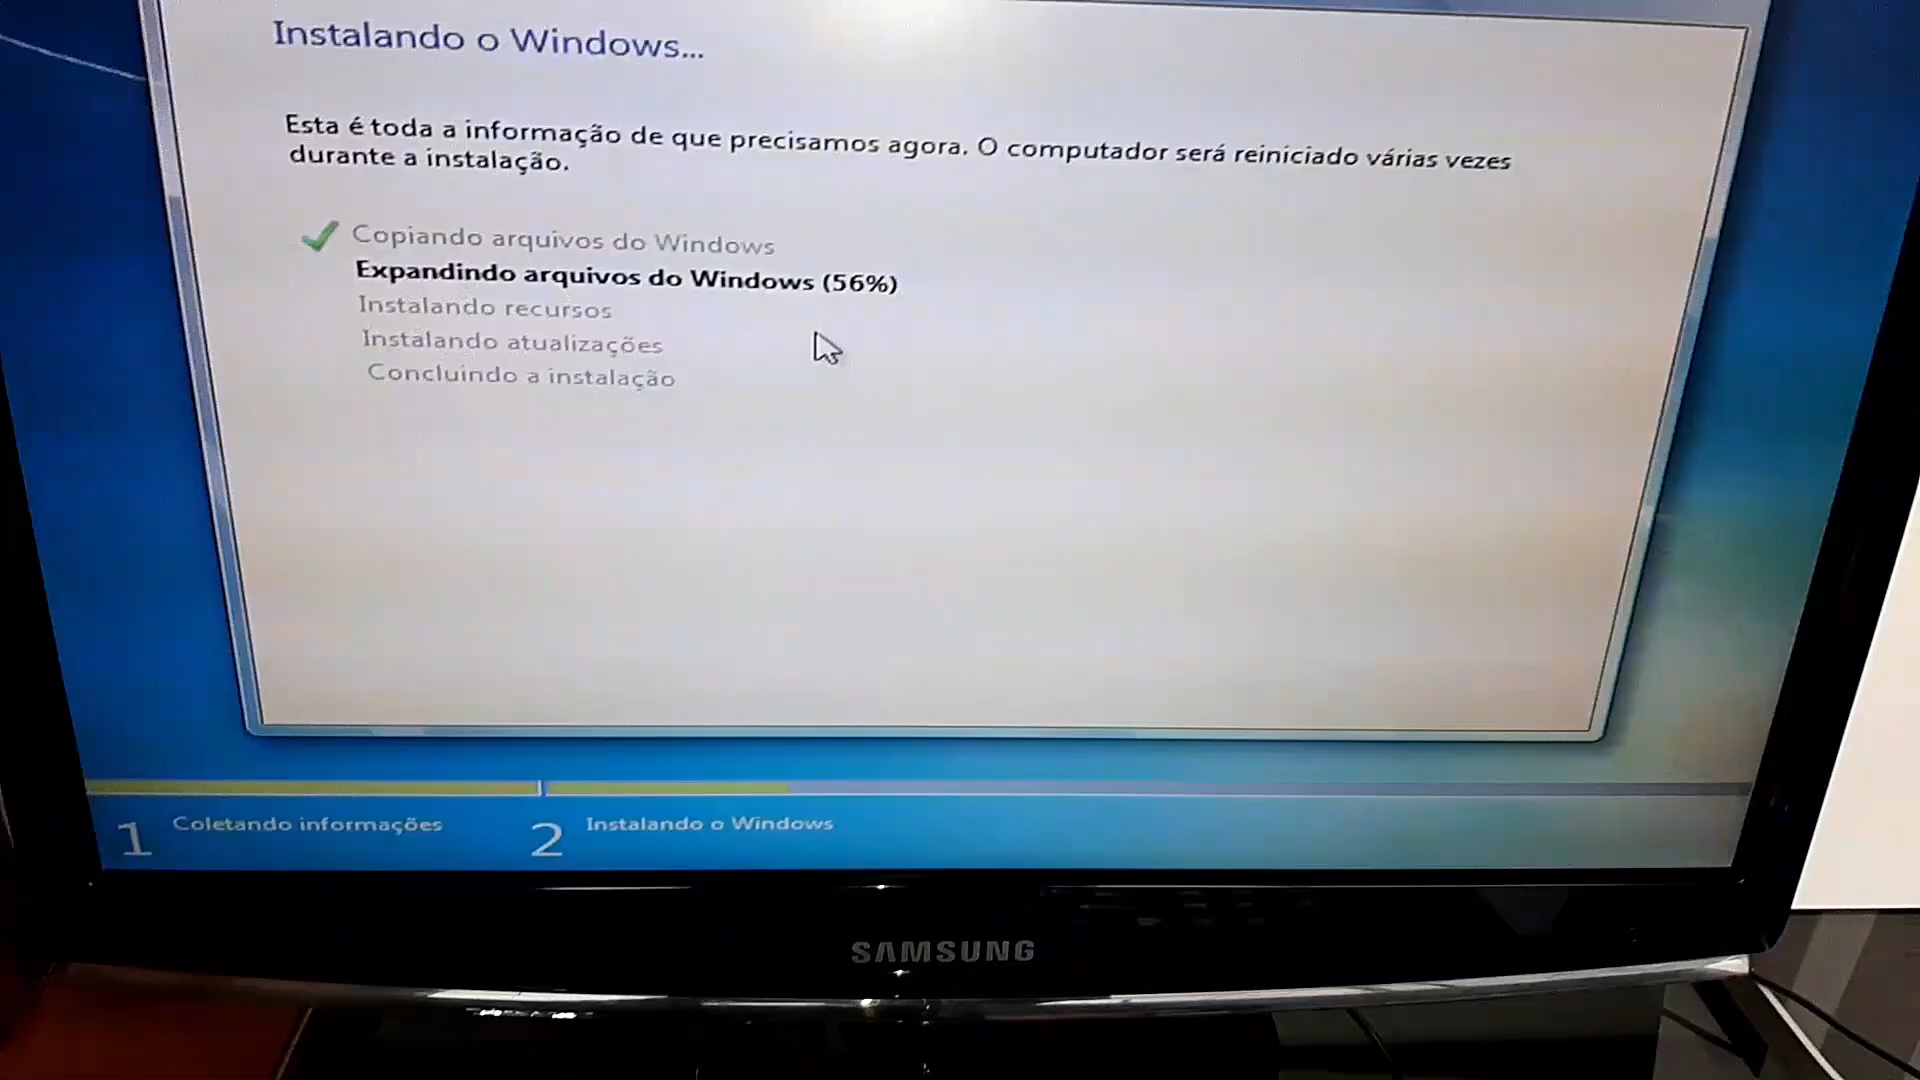 Instalando o Windows...
Esta é toda a informação de que precisamos agora. O computador será reiniciado várias vezes
durante a instalação.
Copiando arquivos do Windows
Expandindo arquivos do Windows (56%)
Instalando recursos
Instalando atualizações
Concluindo a instalação
1 Coletando informações
2 Instalando o Windows
SAMSUNG